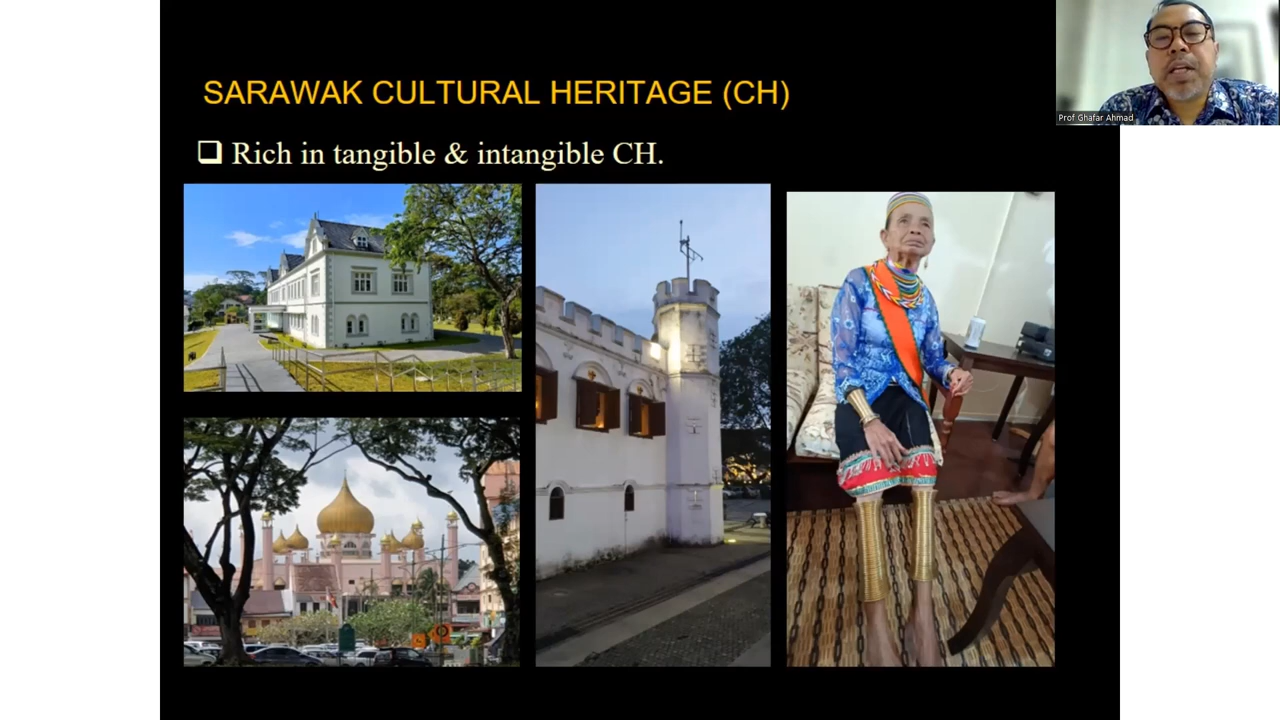 SARAWAK CULTURAL HERITAGE (CH)
Rich in tangible & intangible CH.
Prof Ghafar Ahmad